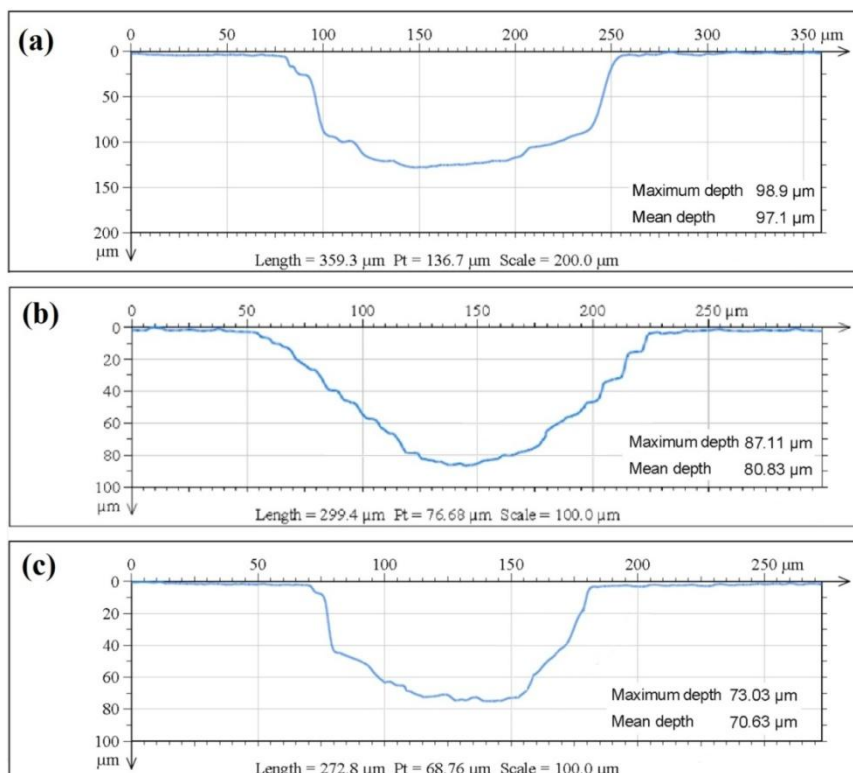 (a)
0 50 100 150 200 250 300 350 μm
0
50
100
150
200
μm
Maximum depth 98.9 μm
Mean depth 97.1 μm
Length = 359.3 μm Pt = 136.7 μm Scale = 200.0 μm
(b)
0 50 100 150 200 250 μm
0
20
40
60
80
100
μm
Maximum depth 87.11 μm
Mean depth 80.83 μm
Length = 299.4 μm Pt = 76.68 μm Scale = 100.0 μm
(c)
0 50 100 150 200 250 μm
0
20
40
60
80
100
μm
Maximum depth 73.03 μm
Mean depth 70.63 μm
Length = 272.8 μm Pt = 68.76 μm Scale = 100.0 μm